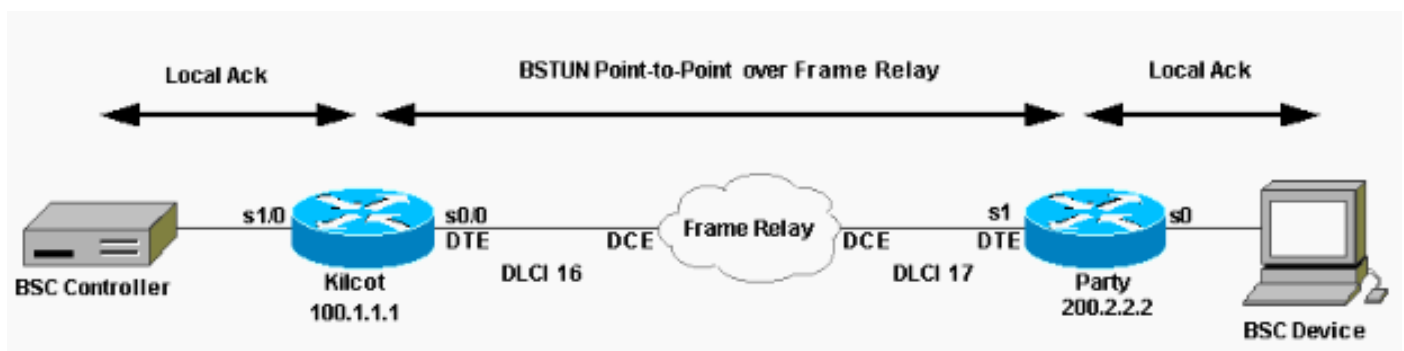 Local Ack
BSTUN Point-to-Point over Frame Relay
Local Ack
s1/0
s0/0
DTE
DCE
Frame Relay
DCE
s1
DTE
s0
DLCI 16
DLCI 17
BSC Controller
Kilcot
100.1.1.1
Party
200.2.2.2
BSC Device